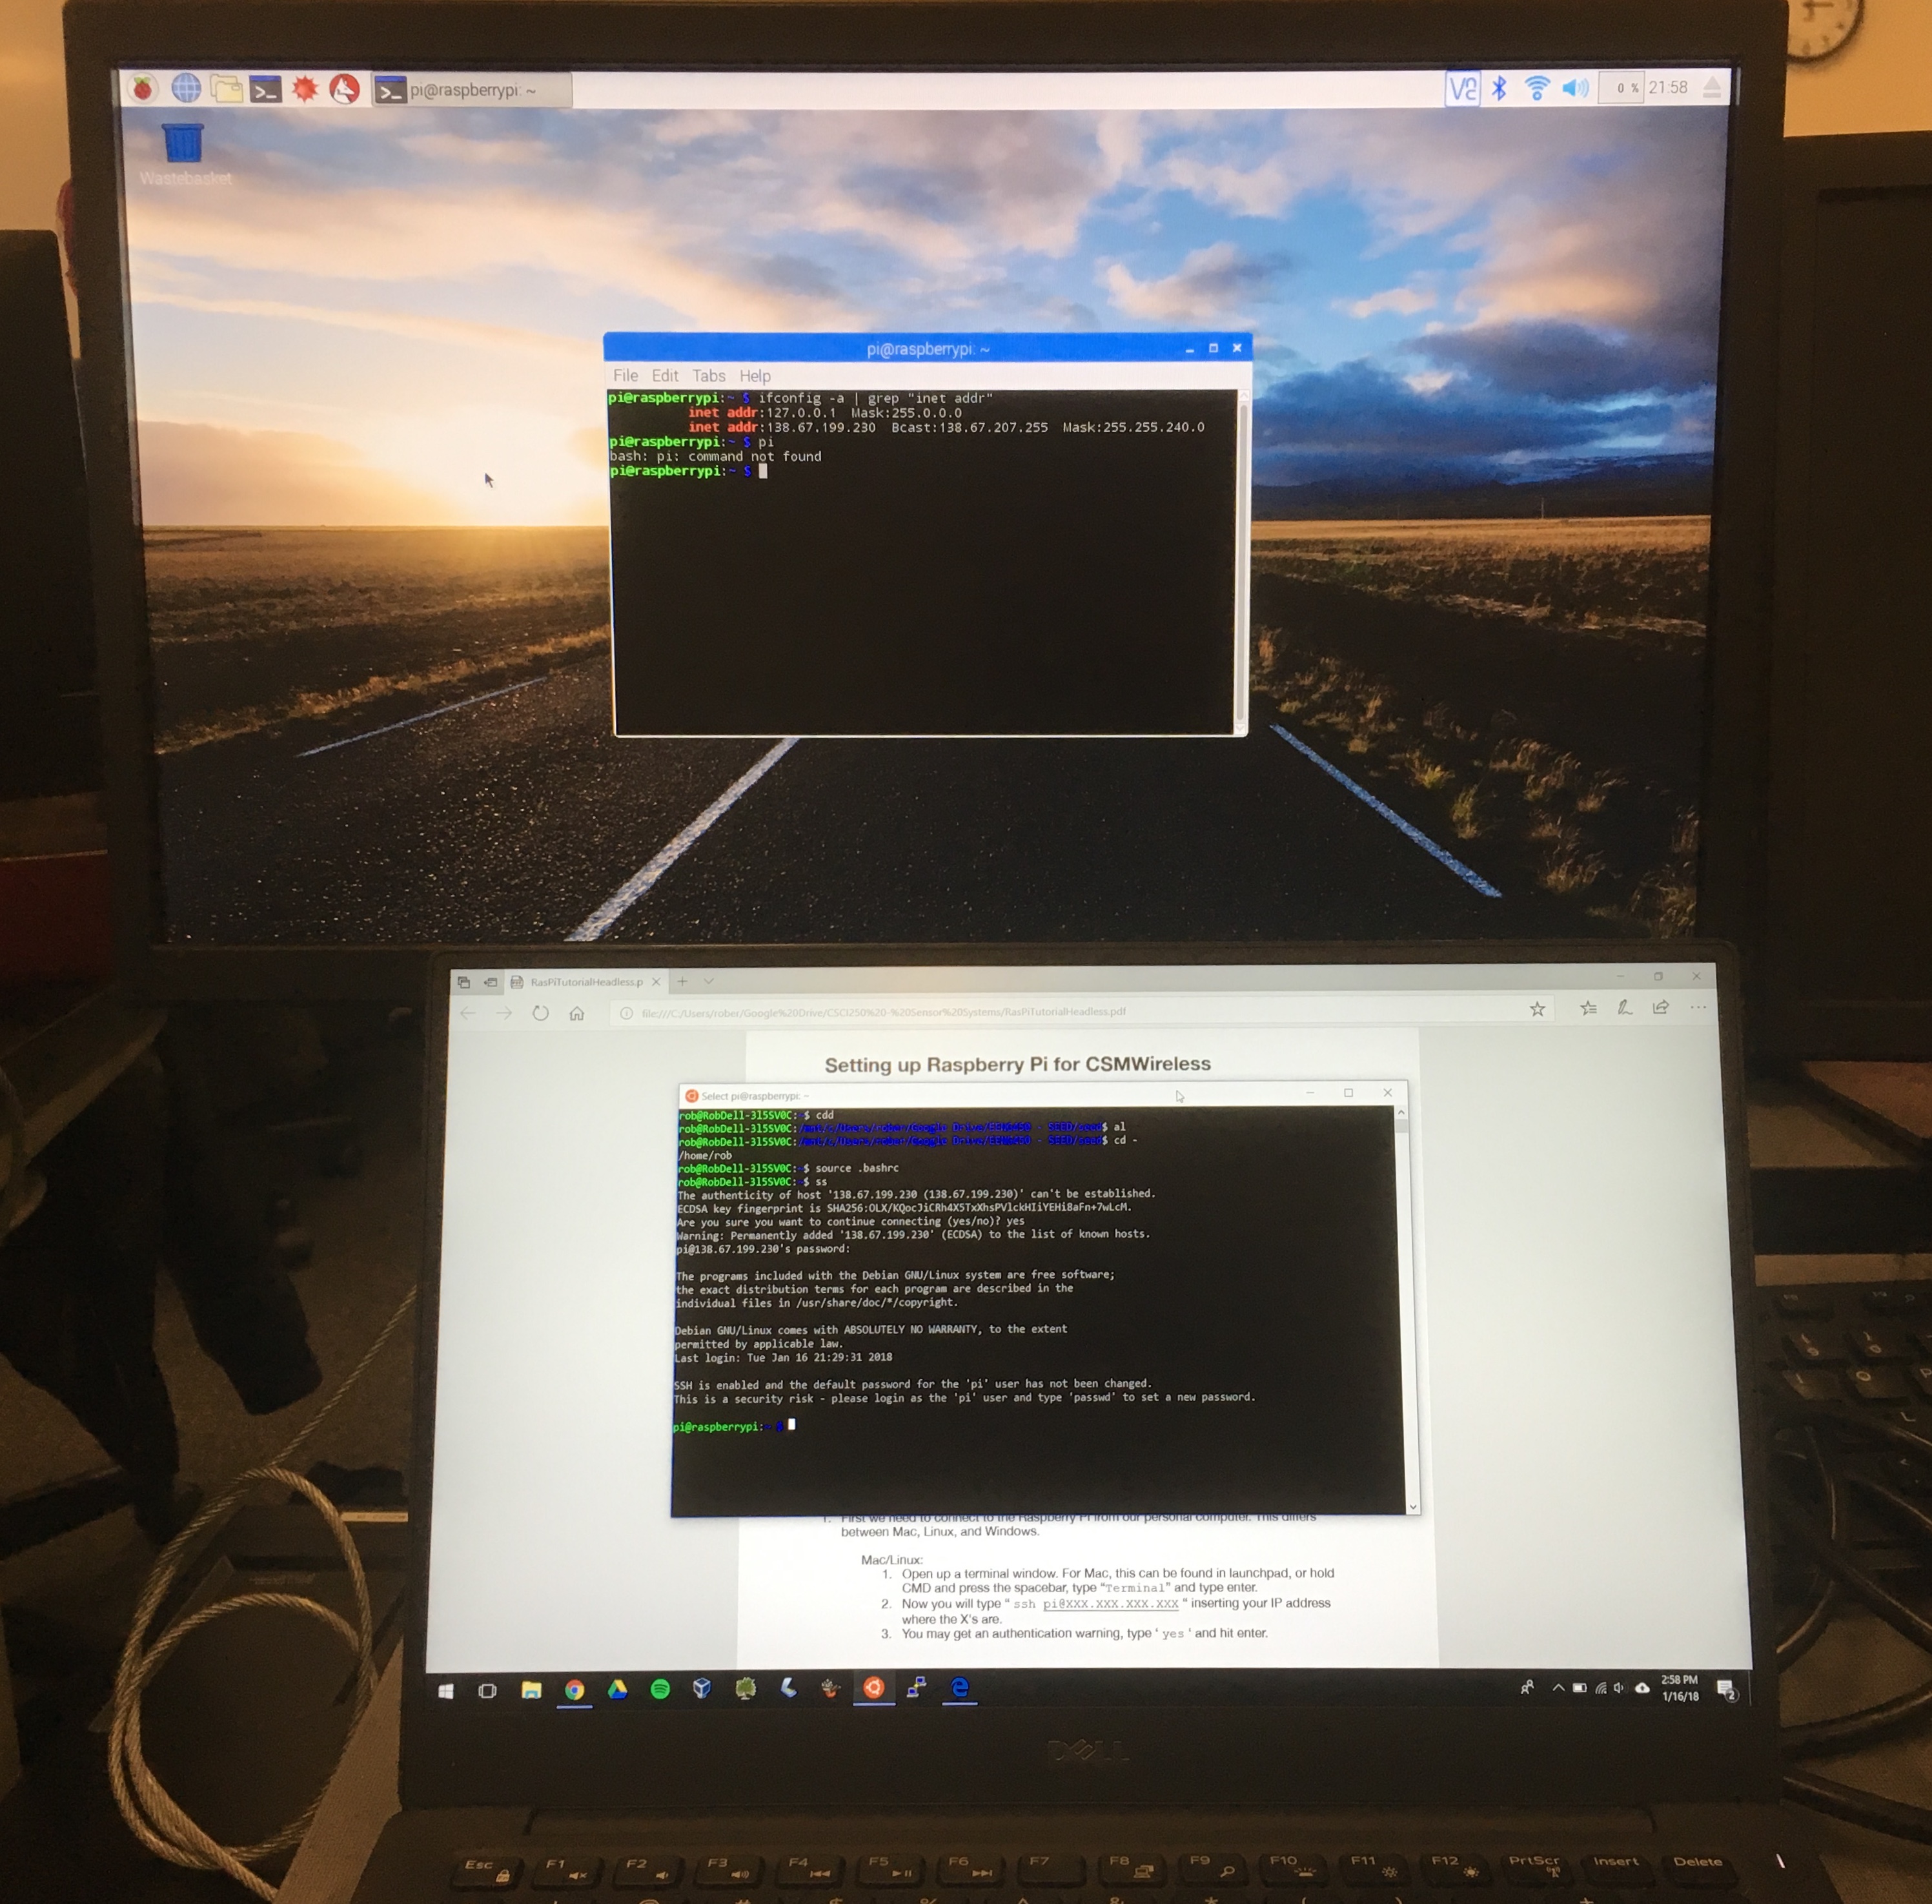 pi@raspberrypi: ~
V2
0 %
21:58
Wastebasket
pi@raspberrypi: ~
File Edit Tabs Help
pi@raspberrypi:~ $ ifconfig -a | grep "inet addr"
inet addr:127.0.0.1 Mask:255.0.0.0
inet addr:138.67.199.230 Bcast:138.67.207.255 Mask:255.255.240.0
pi@raspberrypi:~ $ pi
bash: pi: command not found
pi@raspberrypi:~ $
RasPiTutorialHeadless.p
file:///C:/Users/rober/Google%20Drive/CSCI250%20-%20Sensor%20Systems/RasPiTutorialHeadless.pdf
Setting up Raspberry Pi for CSMWireless
Select pi@raspberrypi: ~
rob@RobDell-315SV0C: $ cdd
rob@RobDell-315SV0C: $ al
rob@RobDell-315SV0C: $ cd -
/home/rob
rob@RobDell-315SV0C: $ source .bashrc
rob@RobDell-315SV0C: $ ss
The authenticity of host '138.67.199.230 (138.67.199.230)' can't be established.
ECDSA key fingerprint is
Are you sure you want to continue connecting (yes/no)? yes
Warning: Permanently added '138.67.199.230' (ECDSA) to the list of known hosts.
pi@138.67.199.230's password:
The programs included with the Debian GNU/Linux system are free software;
the exact distribution terms for each program are described in the
individual files in /usr/share/doc/*/copyright.
Debian GNU/Linux comes with ABSOLUTELY NO WARRANTY, to the extent
permitted by applicable law.
Last login: Tue Jan 16 21:29:31 2018
SSH is enabled and the default password for the 'pi' user has not been changed.
This is a security risk - please login as the 'pi' user and type 'passwd' to set a new password.
pi@raspberrypi:~ $
1. First we need to connect to the Raspberry Pi from our personal computer. This differs
between Mac, Linux, and Windows.
Mac/Linux:
1. Open up a terminal window. For Mac, this can be found in launchpad, or hold
CMD and press the spacebar, type "Terminal" and type enter.
2. Now you will type " ssh pi@XXX.XXX.XXX.XXX " inserting your IP address
where the X's are.
3. You may get an authentication warning, type ' yes ' and hit enter.
2:58 PM
1/16/18
2
DELL
Esc F1 F2 F3 F4 F5 F6 F7 F8 F9 F10 F11 F12 PrtScr Insert Delete